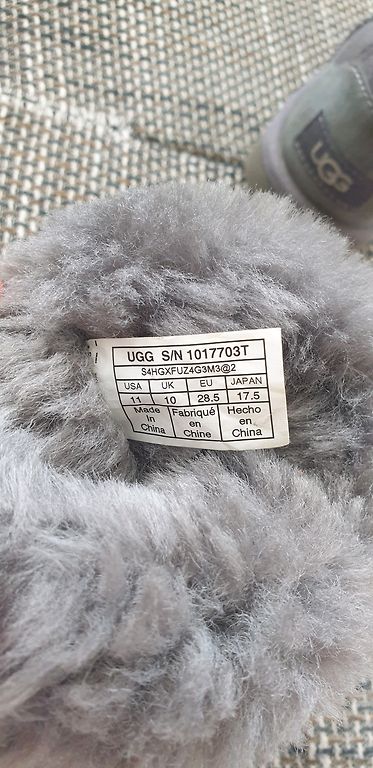 UGG
UGG S/N 1017703T
S4HGXFUZ4G3M3@2
USA UK EU JAPAN
11 10 28.5 17.5
Made in China
Fabriqué en Chine
Hecho en China